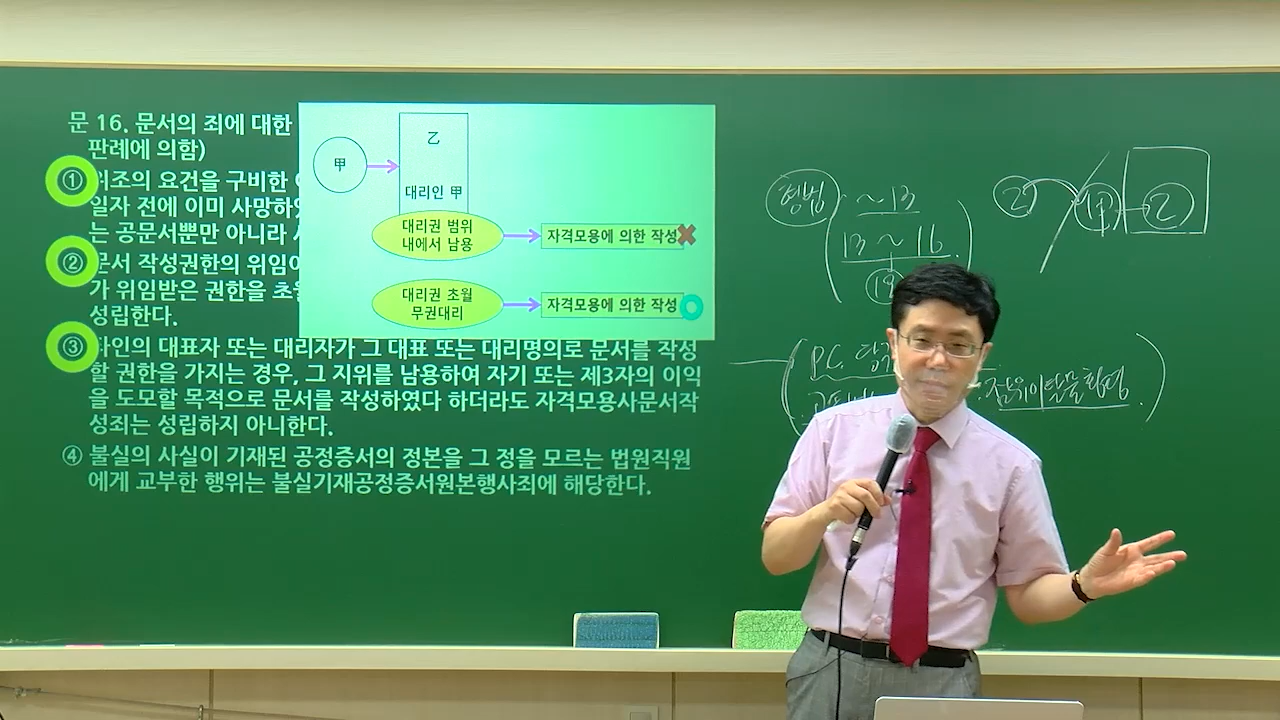 문 16. 문서의 죄에 대한
판례에 의함)
① 위조의 요건을 구비한
일자 전에 이미 사망하였
는 공문서뿐만 아니라
② 문서 작성권한의 위임이
가 위임받은 권한을 초월
성립한다.
③ 타인의 대표자 또는 대리자가 그 대표 또는 대리명의로 문서를 작성
할 권한을 가지는 경우, 그 지위를 남용하여 자기 또는 제3자의 이익
을 도모할 목적으로 문서를 작성하였다 하더라도 자격모용사문서작
성죄는 성립하지 아니한다.
④ 불실의 사실이 기재된 공정증서의 정본을 그 정을 모르는 법원직원
에게 교부한 행위는 불실기재공정증서원본행사죄에 해당한다.
甲
乙
대리인 甲
대리권 범위
내에서 남용
자격모용에 의한 작성
대리권 초월
무권대리
자격모용에 의한 작성
형법
~13
13~16
19
甲
乙
P.C.
점유이탈물횡령